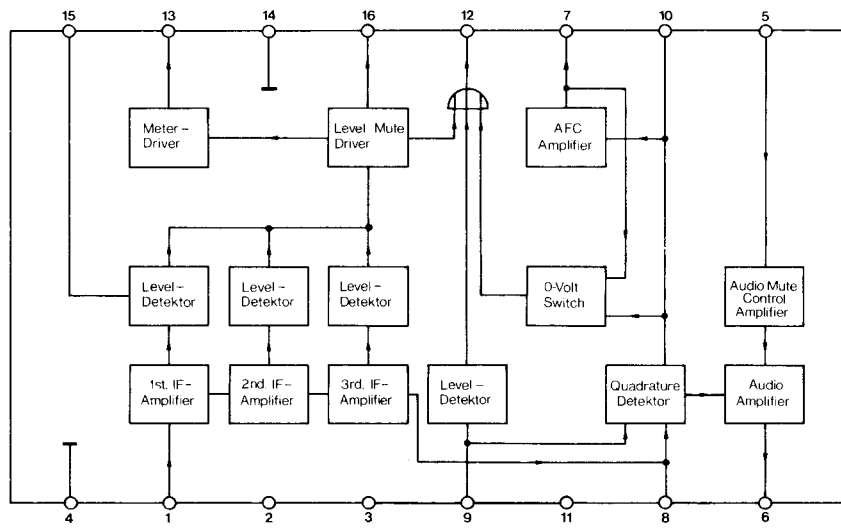 15 13 14 16 12 7 10 5
Meter-
Driver
Level Mute
Driver
AFC
Amplifier
Level-
Detektor
Level-
Detektor
Level-
Detektor
0-Volt
Switch
Audio Mute
Control
Amplifier
1st. IF-
Amplifier
2nd IF-
Amplifier
3rd. IF-
Amplifier
Level-
Detektor
Quadrature
Detektor
Audio
Amplifier
4 1 2 3 9 11 8 6